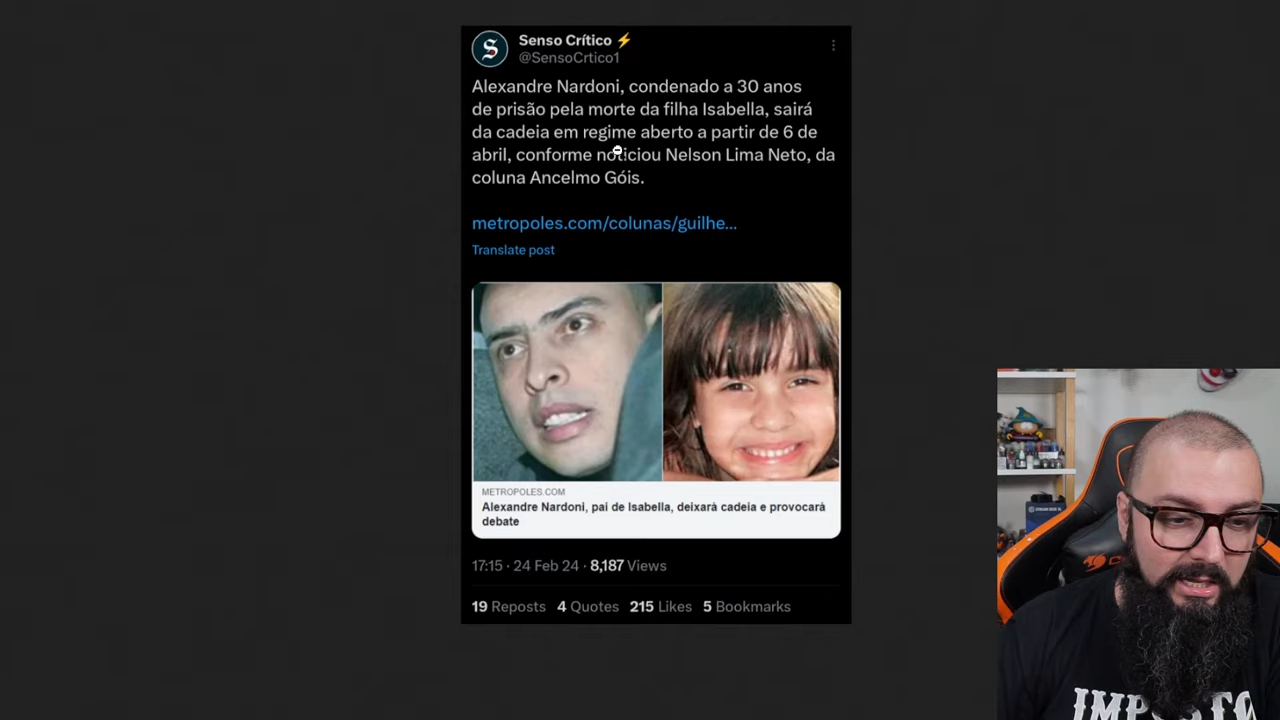 Senso Crítico ⚡
@SensoCrtico1
Alexandre Nardoni, condenado a 30 anos
de prisão pela morte da filha Isabella, sairá
da cadeia em regime aberto a partir de 6 de
abril, conforme noticiou Nelson Lima Neto, da
coluna Ancelmo Góis.
metropoles.com/colunas/guilhe...
Translate post
METROPOLES.COM
Alexandre Nardoni, pai de Isabella, deixará cadeia e provocará
debate
17:15 · 24 Feb 24 · 8,187 Views
19 Reposts 4 Quotes 215 Likes 5 Bookmarks